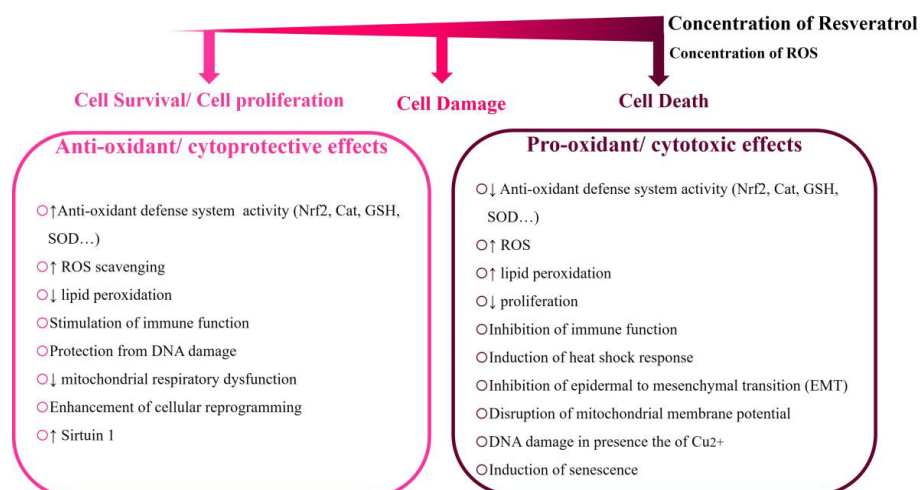 Concentration of Resveratrol
Concentration of ROS
Cell Survival/ Cell proliferation
Cell Damage
Cell Death
Anti-oxidant/ cytoprotective effects
○↑Anti-oxidant defense system activity (Nrf2, Cat, GSH,
SOD…)
○↑ ROS scavenging
○↓ lipid peroxidation
○Stimulation of immune function
○Protection from DNA damage
○↓ mitochondrial respiratory dysfunction
○Enhancement of cellular reprogramming
○↑ Sirtuin 1
Pro-oxidant/ cytotoxic effects
○↓ Anti-oxidant defense system activity (Nrf2, Cat, GSH,
SOD…)
○↑ ROS
○↑ lipid peroxidation
○↓ proliferation
○Inhibition of immune function
○Induction of heat shock response
○Inhibition of epidermal to mesenchymal transition (EMT)
○Disruption of mitochondrial membrane potential
○DNA damage in presence the of Cu2+
○Induction of senescence